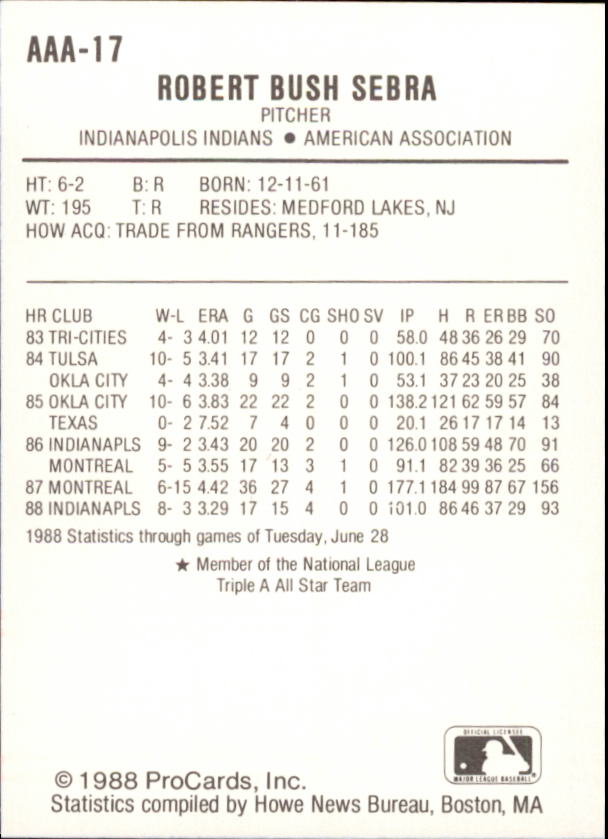 AAA-17
ROBERT BUSH SEBRA
PITCHER
INDIANAPOLIS INDIANS ● AMERICAN ASSOCIATION
HT: 6-2 B: R BORN: 12-11-61
WT: 195 T: R RESIDES: MEDFORD LAKES, NJ
HOW ACQ: TRADE FROM RANGERS, 11-185
HR CLUB W-L ERA G GS CG SHO SV IP H R ER BB SO
83 TRI-CITIES 4- 3 4.01 12 12 0 0 0 58.0 48 36 26 29 70
84 TULSA 10- 5 3.41 17 17 2 1 0 100.1 86 45 38 41 90
OKLA CITY 4- 4 3.38 9 9 2 1 0 53.1 37 23 20 25 38
85 OKLA CITY 10- 6 3.83 22 22 2 0 0 138.2 121 62 59 57 84
TEXAS 0- 2 7.52 7 4 0 0 0 20.1 26 17 17 14 13
86 INDIANAPLS 9- 2 3.43 20 20 2 0 0 126.0 108 59 48 70 91
MONTREAL 5- 5 3.55 17 13 3 1 0 91.1 82 39 36 25 66
87 MONTREAL 6-15 4.42 36 27 4 1 0 177.1 184 99 87 67 156
88 INDIANAPLS 8- 3 3.29 17 15 4 0 0 101.0 86 46 37 29 93
1988 Statistics through games of Tuesday, June 28
★ Member of the National League
Triple A All Star Team
OFFICIAL LICENSEE
MAJOR LEAGUE BASEBALL®
© 1988 ProCards, Inc.
Statistics compiled by Howe News Bureau, Boston, MA